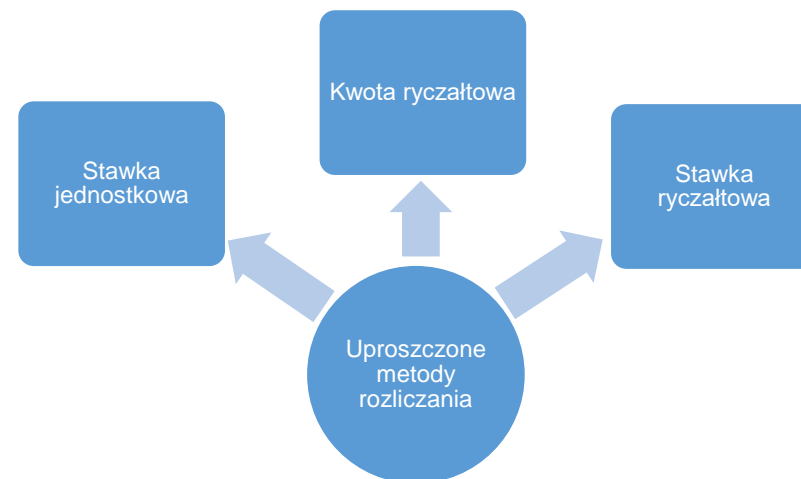 Kwota ryczałtowa
Stawka
jednostkowa
Stawka
ryczałtowa
Uproszczone
metody
rozliczania